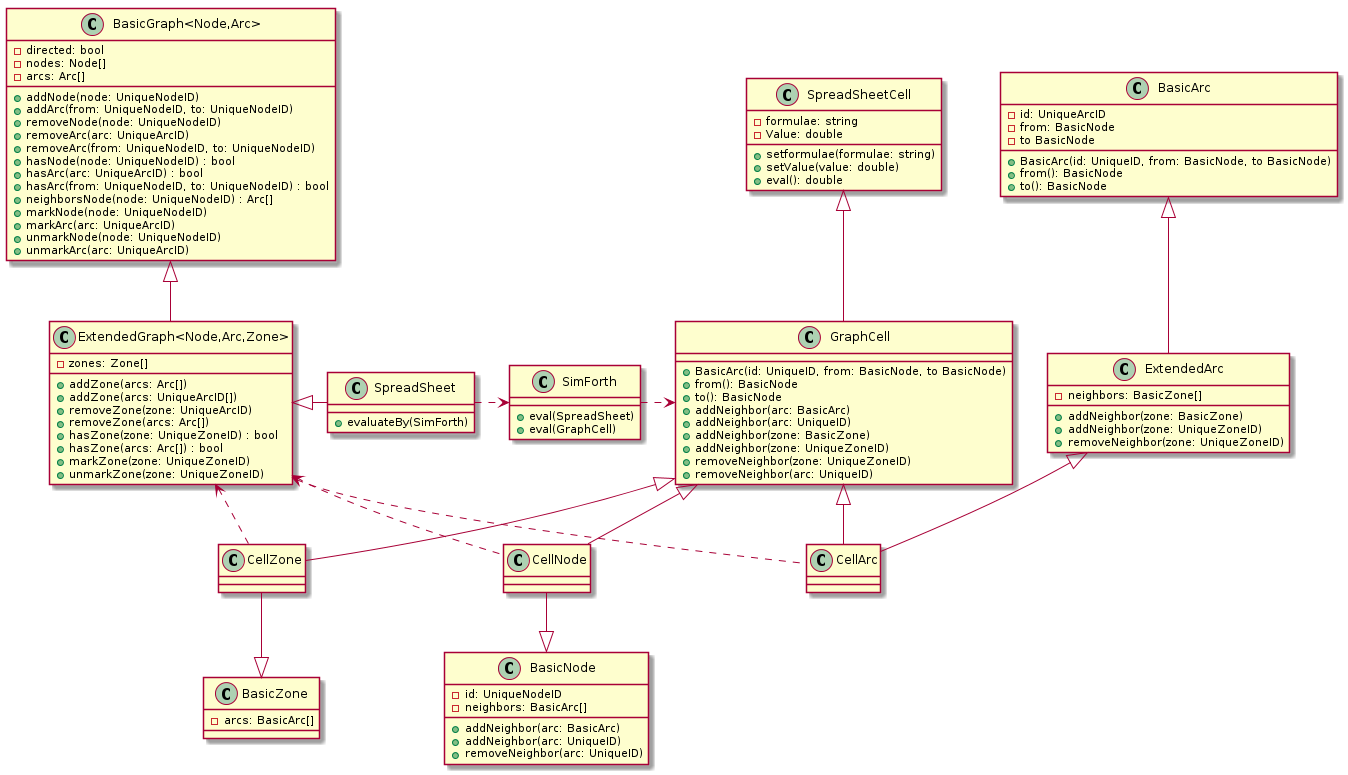 C BasicGraph<Node,Arc>
directed: bool
nodes: Node[]
arcs: Arc[]
addNode(node: UniqueNodeID)
addArc(from: UniqueNodeID, to: UniqueNodeID)
removeNode(node: UniqueNodeID)
removeArc(arc: UniqueArcID)
removeArc(from: UniqueNodeID, to: UniqueNodeID)
hasNode(node: UniqueNodeID) : bool
hasArc(arc: UniqueArcID) : bool
hasArc(from: UniqueNodeID, to: UniqueNodeID) : bool
neighborsNode(node: UniqueNodeID) : Arc[]
markNode(node: UniqueNodeID)
markArc(arc: UniqueArcID)
unmarkNode(node: UniqueNodeID)
unmarkArc(arc: UniqueArcID)
C SpreadSheetCell
formulae: string
Value: double
setformulae(formulae: string)
setValue(value: double)
eval(): double
C BasicArc
id: UniqueArcID
from: BasicNode
to BasicNode
BasicArc(id: UniqueID, from: BasicNode, to BasicNode)
from(): BasicNode
to(): BasicNode
C ExtendedGraph<Node,Arc,Zone>
zones: Zone[]
addZone(arcs: Arc[])
addZone(arcs: UniqueArcID[])
removeZone(zone: UniqueArcID)
removeZone(arcs: Arc[])
hasZone(zone: UniqueZoneID) : bool
hasZone(arcs: Arc[]) : bool
markZone(zone: UniqueZoneID)
unmarkZone(zone: UniqueZoneID)
C SpreadSheet
evaluateBy(SimForth)
C SimForth
eval(SpreadSheet)
eval(GraphCell)
C GraphCell
BasicArc(id: UniqueID, from: BasicNode, to BasicNode)
from(): BasicNode
to(): BasicNode
addNeighbor(arc: BasicArc)
addNeighbor(arc: UniqueID)
addNeighbor(zone: BasicZone)
addNeighbor(zone: UniqueZoneID)
removeNeighbor(zone: UniqueZoneID)
removeNeighbor(arc: UniqueID)
C ExtendedArc
neighbors: BasicZone[]
addNeighbor(zone: BasicZone)
addNeighbor(zone: UniqueZoneID)
removeNeighbor(zone: UniqueZoneID)
C CellZone
C CellNode
C CellArc
C BasicZone
arcs: BasicArc[]
C BasicNode
id: UniqueNodeID
neighbors: BasicArc[]
addNeighbor(arc: BasicArc)
addNeighbor(arc: UniqueID)
removeNeighbor(arc: UniqueID)